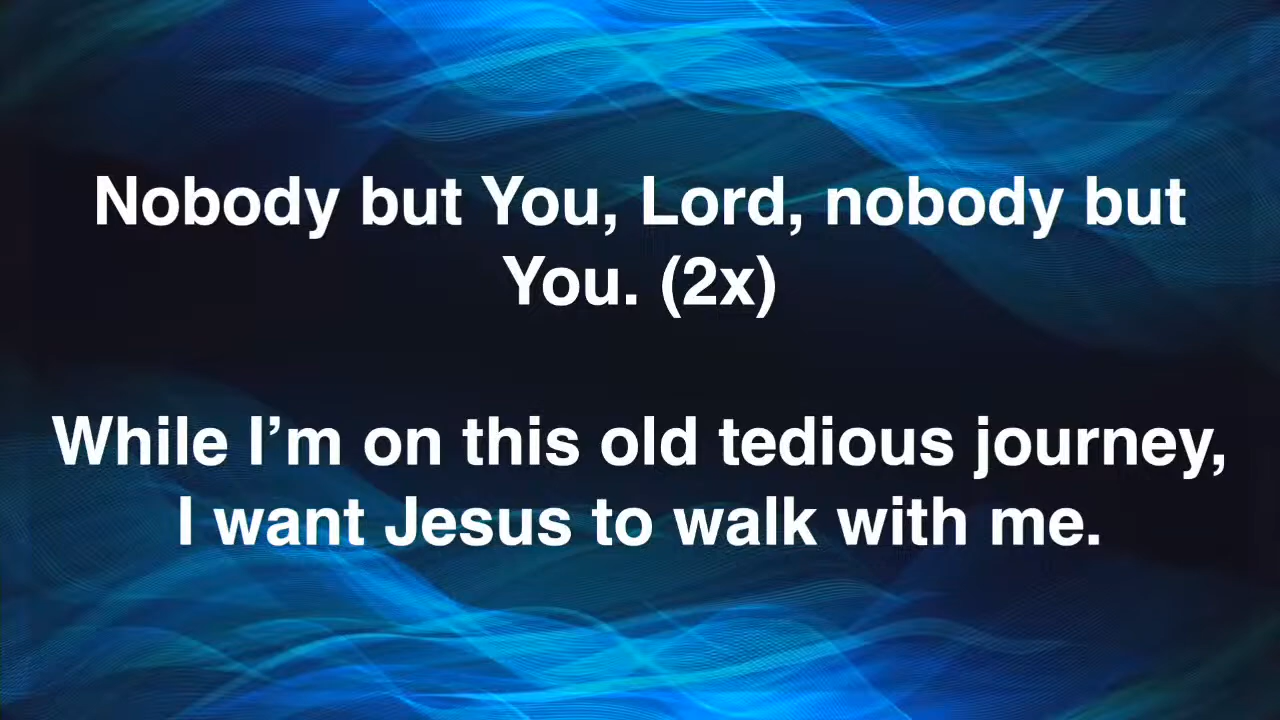 Nobody but You, Lord, nobody but
You. (2x)
While I’m on this old tedious journey,
I want Jesus to walk with me.